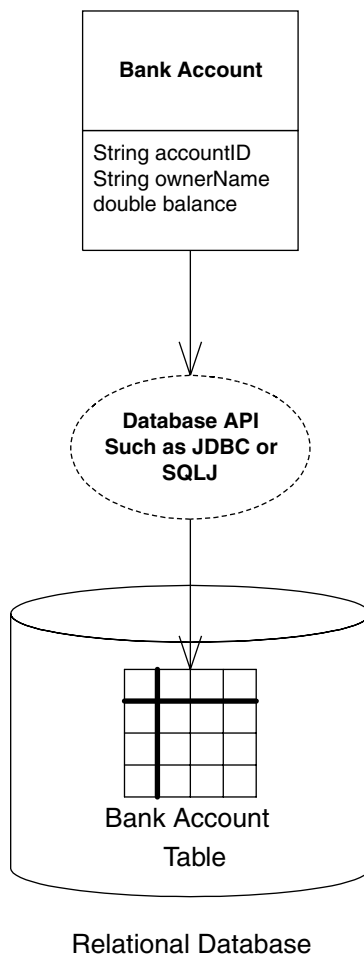 Bank Account
String accountID
String ownerName
double balance
Database API
Such as JDBC or
SQLJ
Bank Account
Table
Relational Database